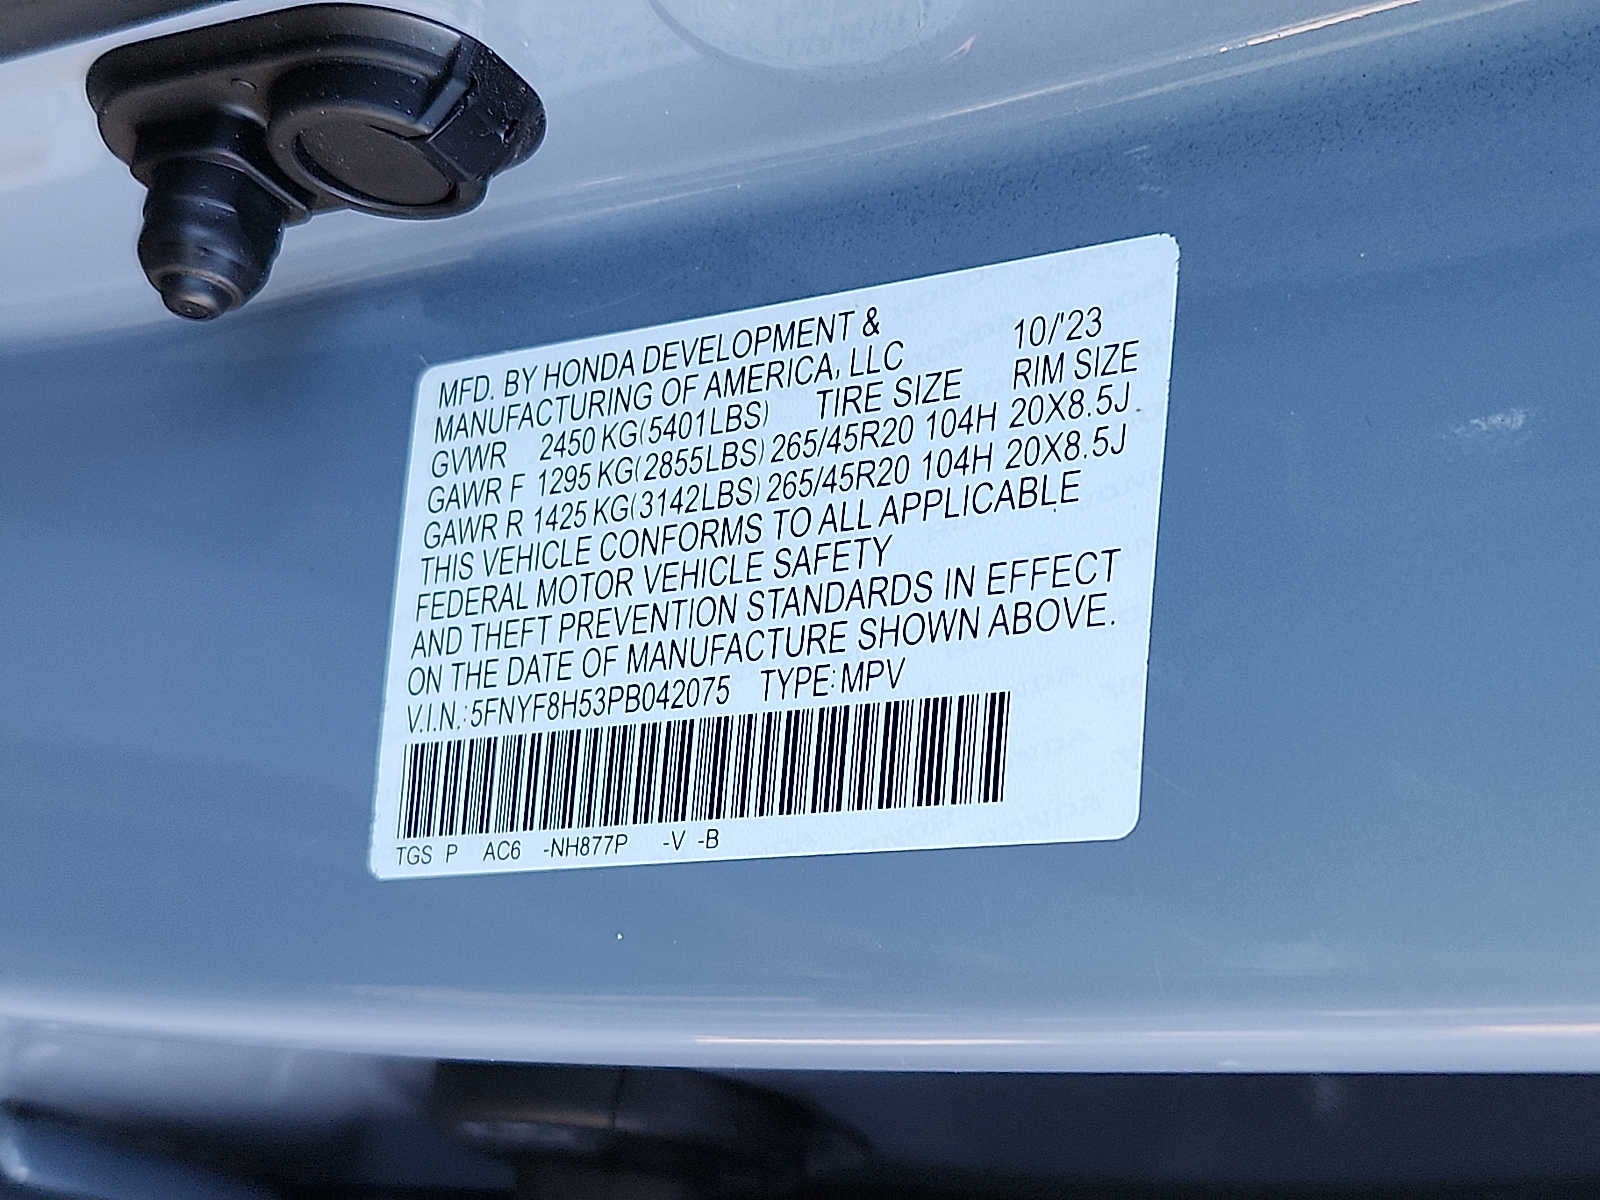 MFD. BY HONDA DEVELOPMENT &
MANUFACTURING OF AMERICA, LLC 10/'23
GVWR 2450 KG(5401LBS) TIRE SIZE RIM SIZE
GAWR F 1295 KG(2855LBS) 265/45R20 104H 20X8.5J
GAWR R 1425 KG(3142LBS) 265/45R20 104H 20X8.5J
THIS VEHICLE CONFORMS TO ALL APPLICABLE
FEDERAL MOTOR VEHICLE SAFETY
AND THEFT PREVENTION STANDARDS IN EFFECT
ON THE DATE OF MANUFACTURE SHOWN ABOVE.
V.I.N.: 5FNYF8H53PB042075 TYPE: MPV
TGS P AC6 -NH877P -V -B